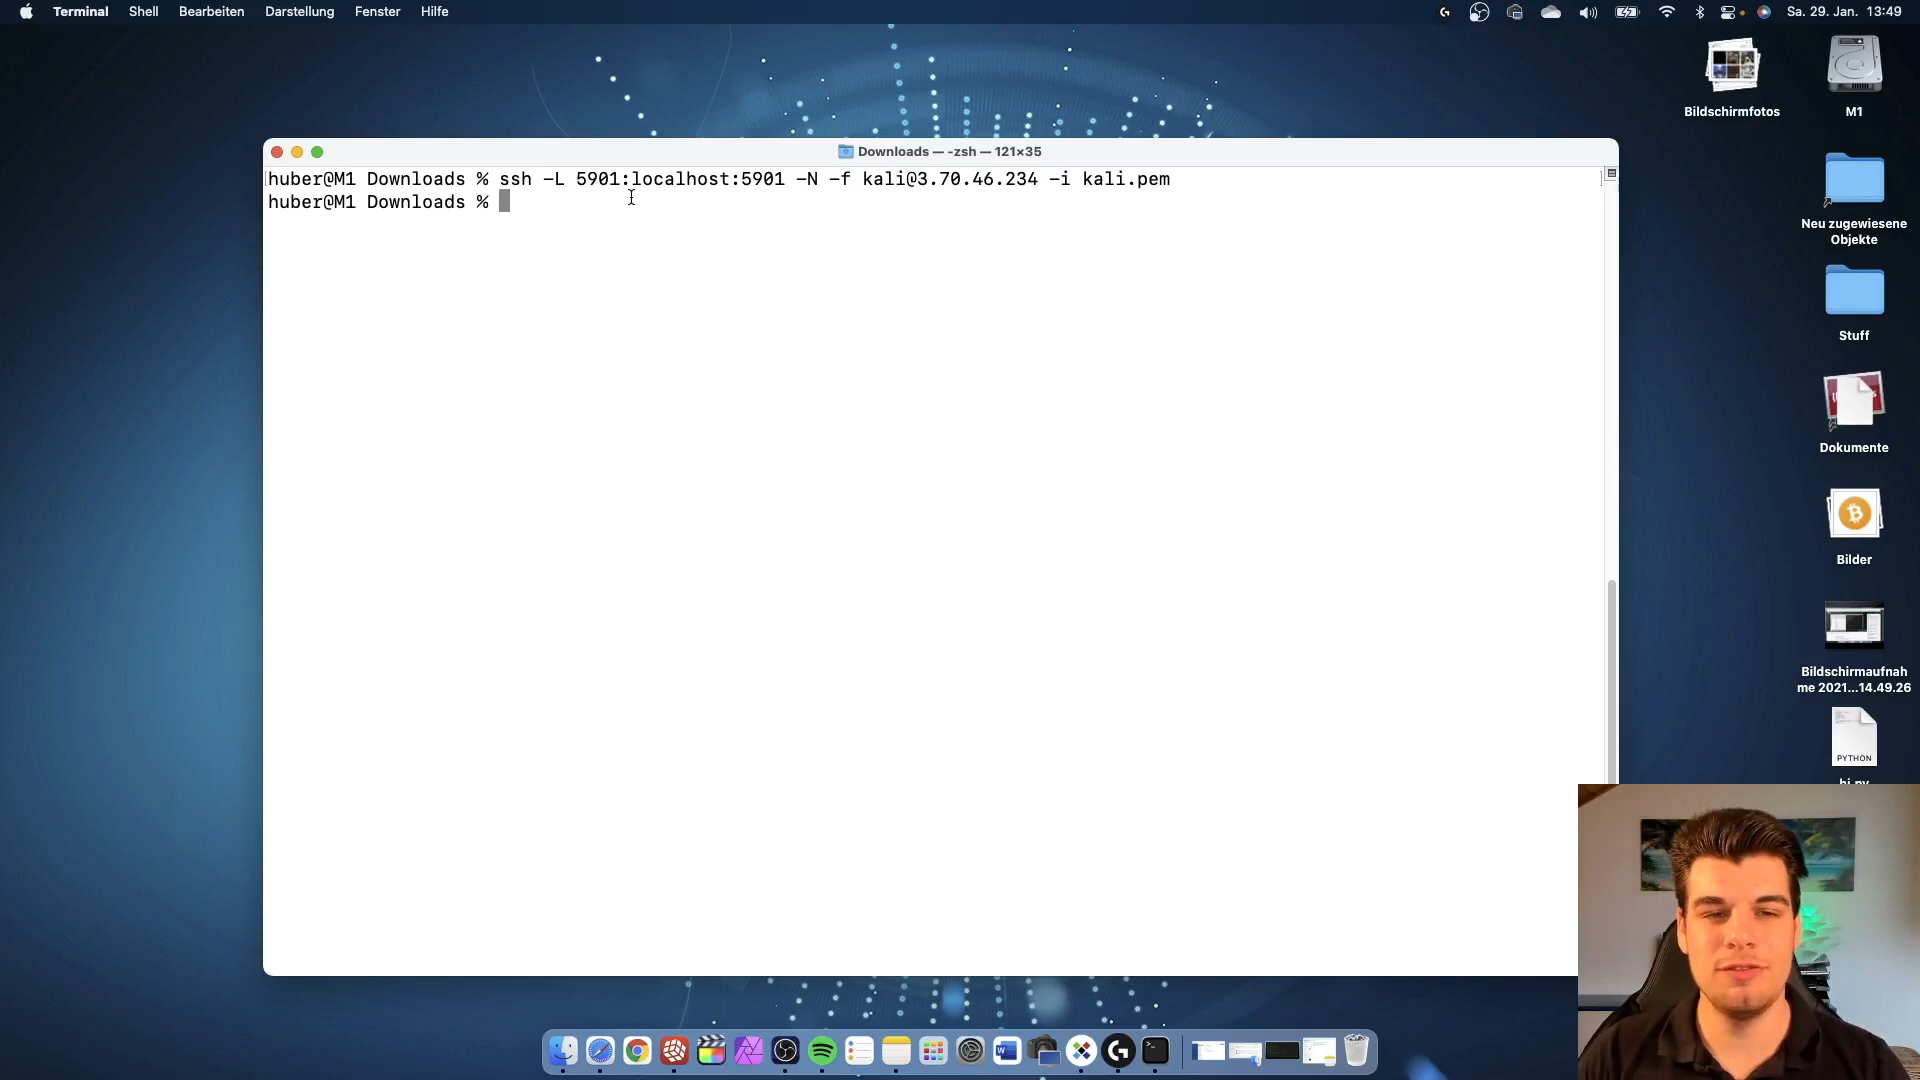 Terminal Shell Bearbeiten Darstellung Fenster Hilfe Sa. 29. Jan. 13:49
Bildschirmfotos
M1
Downloads — -zsh — 121×35
huber@M1 Downloads % ssh -L 5901:localhost:5901 -N -f kali@3.70.46.234 -i kali.pem
huber@M1 Downloads %
Neu zugewiesene
Objekte
Stuff
Dokumente
Bilder
Bildschirmaufnah
me 2021...14.49.26
PYTHON